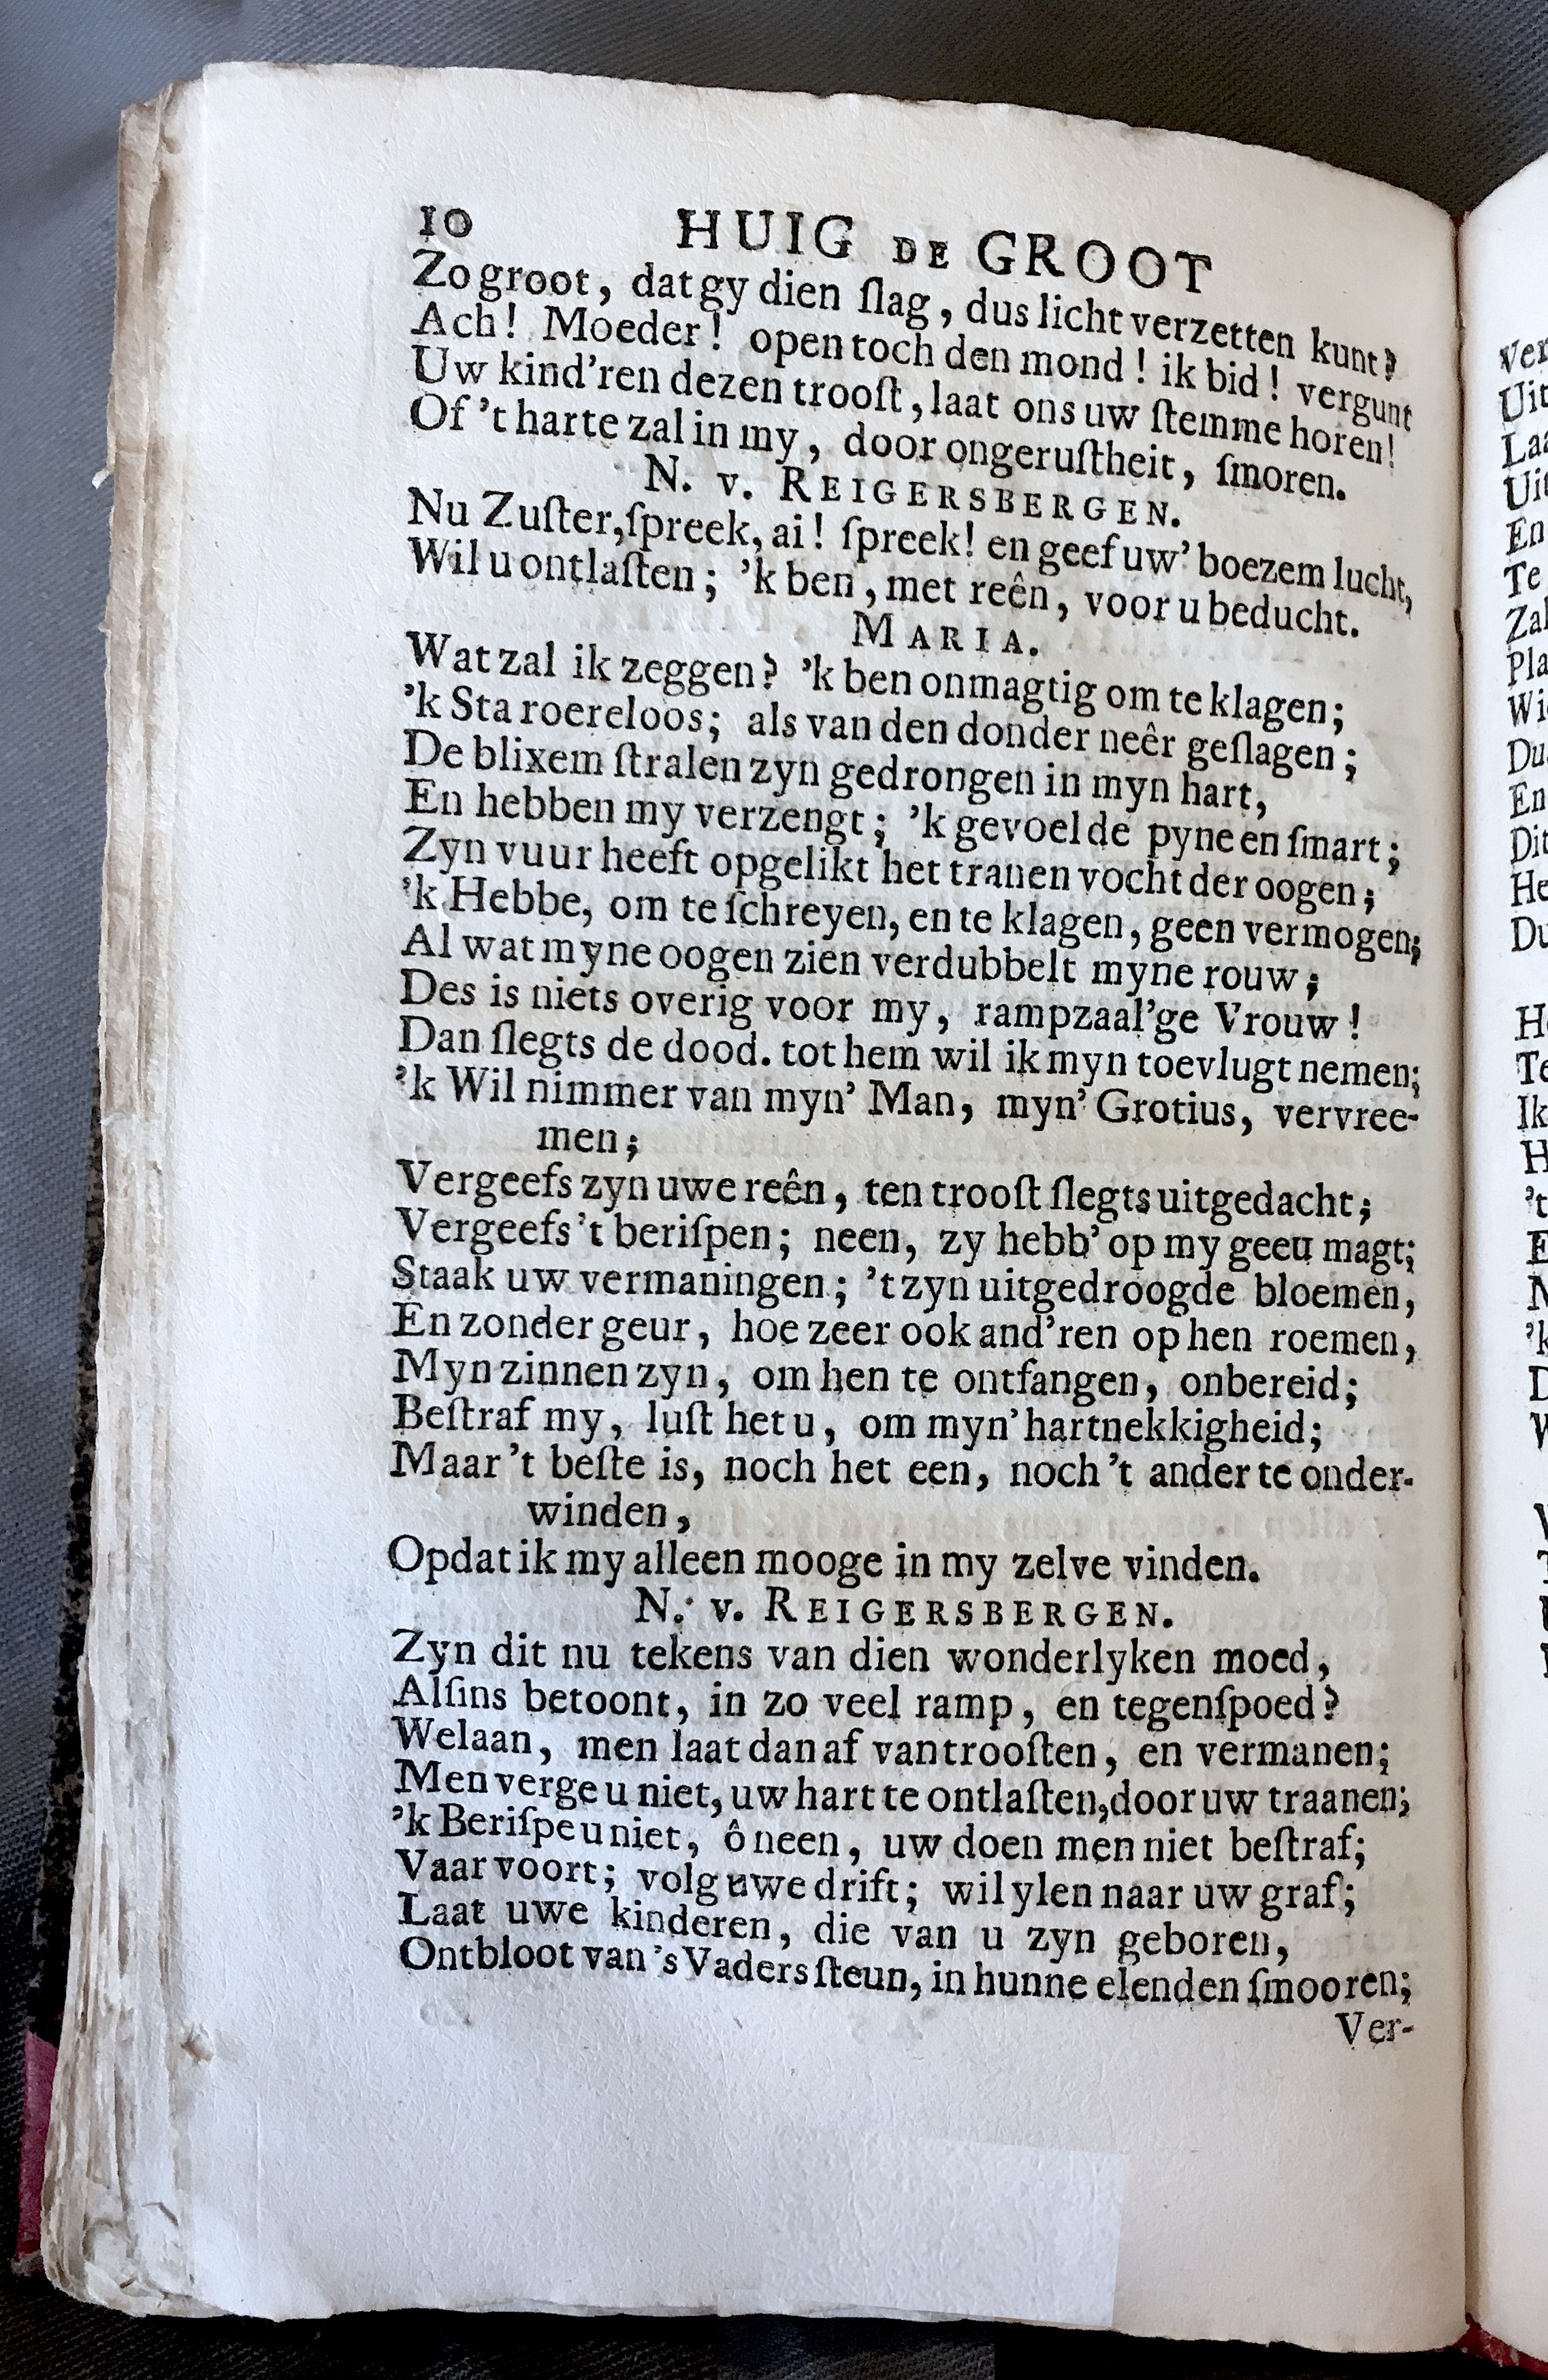 10 HUIG DE GROOT
Zo groot, dat gy dien ſlag, dus licht verzetten kunt?
Ach! Moeder! open toch den mond! ik bid! vergunt
Uw kind'ren dezen trooſt, laat ons uw ſtemme horen!
Of 't harte zal in my, door ongeruſtheit, ſmoren.
N. v. REIGERSBERGEN.
Nu Zuſter, ſpreek, ai! ſpreek! en geef uw' boezem lucht,
Wil u ontlaſten; 'k ben, met reên, voor u beducht.
MARIA.
Wat zal ik zeggen? 'k ben onmagtig om te klagen;
'k Sta roereloos; als van den donder neêr geſlagen;
De blixem ſtralen zyn gedrongen in myn hart,
En hebben my verzengt; 'k gevoel de pyne en ſmart;
Zyn vuur heeft opgelikt het tranen vocht der oogen;
'k Hebbe, om te ſchreyen, en te klagen, geen vermogen;
Al wat myne oogen zien verdubbelt myne rouw;
Des is niets overig voor my, rampzaal'ge Vrouw!
Dan ſlegts de dood. tot hem wil ik myn toevlugt nemen;
'k Wil nimmer van myn' Man, myn' Grotius, vervree-
men;
Vergeefs zyn uwe reên, ten trooſt ſlegts uitgedacht;
Vergeefs 't beriſpen; neen, zy hebb' op my geen magt;
Staak uw vermaningen; 't zyn uitgedroogde bloemen,
En zonder geur, hoe zeer ook and'ren op hen roemen,
Myn zinnen zyn, om hen te ontfangen, onbereid;
Beſtraf my, luſt het u, om myn' hartnekkigheid;
Maar 't beſte is, noch het een, noch 't ander te onder-
winden,
Opdat ik my alleen mooge in my zelve vinden.
N. v. REIGERSBERGEN.
Zyn dit nu tekens van dien wonderlyken moed,
Alſins betoont, in zo veel ramp, en tegenſpoed?
Welaan, men laat dan af van trooſten, en vermanen;
Men verge u niet, uw hart te ontlaſten, door uw traanen;
'k Beriſpe u niet, ô neen, uw doen men niet beſtraf;
Vaar voort; volg uwe drift; wil ylen naar uw graf;
Laat uwe kinderen, die van u zyn geboren,
Ontbloot van 's Vaders ſteun, in hunne elenden ſmooren;
Ver-